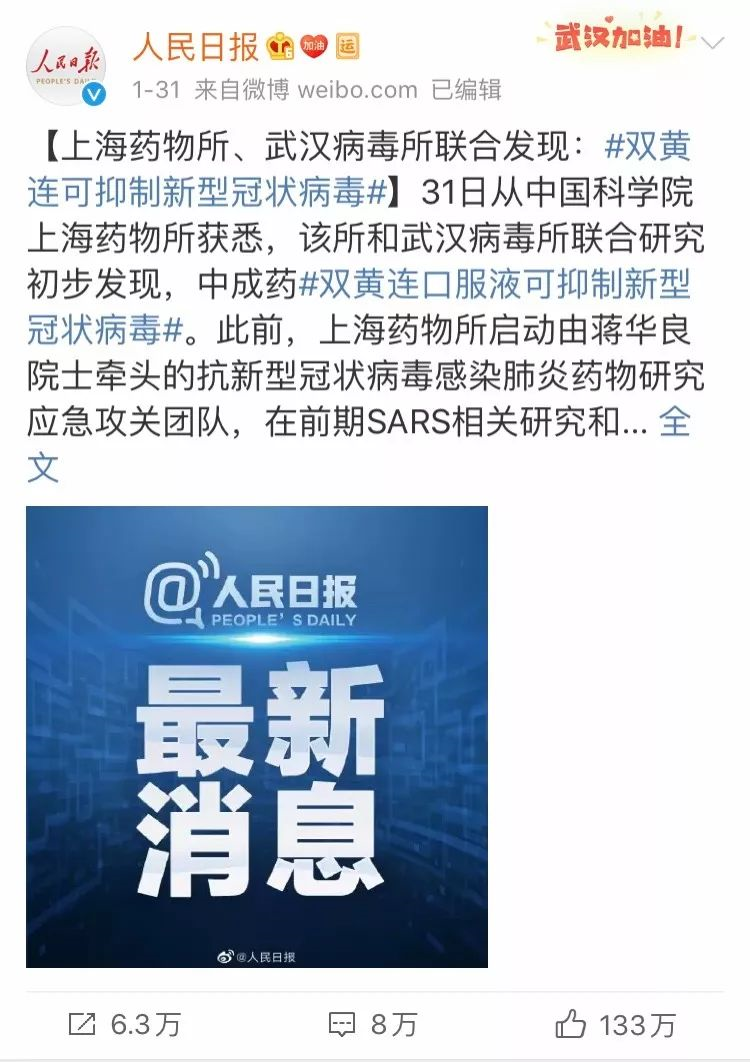 人民日报
PEOPLE'S DAILY
人民日报 加油 运
武汉加油!
1-31 来自微博 weibo.com 已编辑
【上海药物所、武汉病毒所联合发现：#双黄
连可抑制新型冠状病毒#】31日从中国科学院
上海药物所获悉，该所和武汉病毒所联合研究
初步发现，中成药#双黄连口服液可抑制新型
冠状病毒#。此前，上海药物所启动由蒋华良
院士牵头的抗新型冠状病毒感染肺炎药物研究
应急攻关团队，在前期SARS相关研究和... 全
文
@人民日报
PEOPLE'S DAILY
最新
消息
@人民日报
6.3万 8万 133万